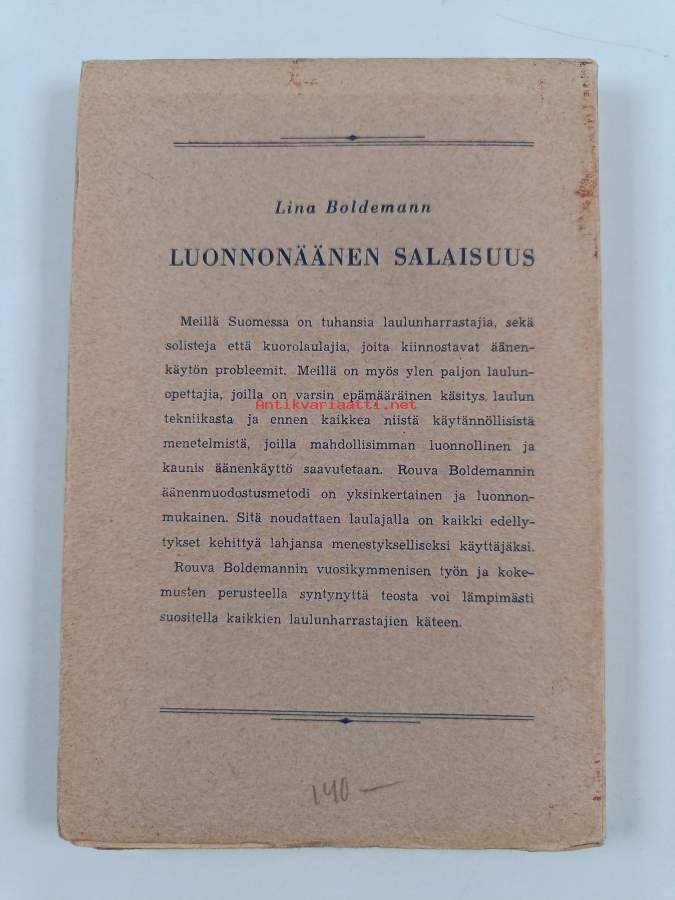 Lina Boldemann
LUONNONÄÄNEN SALAISUUS
Meillä Suomessa on tuhansia laulunharrastajia, sekä
solisteja että kuorolaulajia, joita kiinnostavat äänen-
käytön probleemit. Meillä on myös ylen paljon laulun-
opettajia, joilla on varsin epämääräinen käsitys laulun
Antikvariaatti.net
tekniikasta ja ennen kaikkea niistä käytännöllisistä
menetelmistä, joilla mahdollisimman luonnollinen ja
kaunis äänenkäyttö saavutetaan. Rouva Boldemannin
äänenmuodostusmetodi on yksinkertainen ja luonnon-
mukainen. Sitä noudattaen laulajalla on kaikki edelly-
tykset kehittyä lahjansa menestykselliseksi käyttäjäksi.
Rouva Boldemannin vuosikymmenisen työn ja koke-
musten perusteella syntynyttä teosta voi lämpimästi
suositella kaikkien laulunharrastajien käteen.
140 —